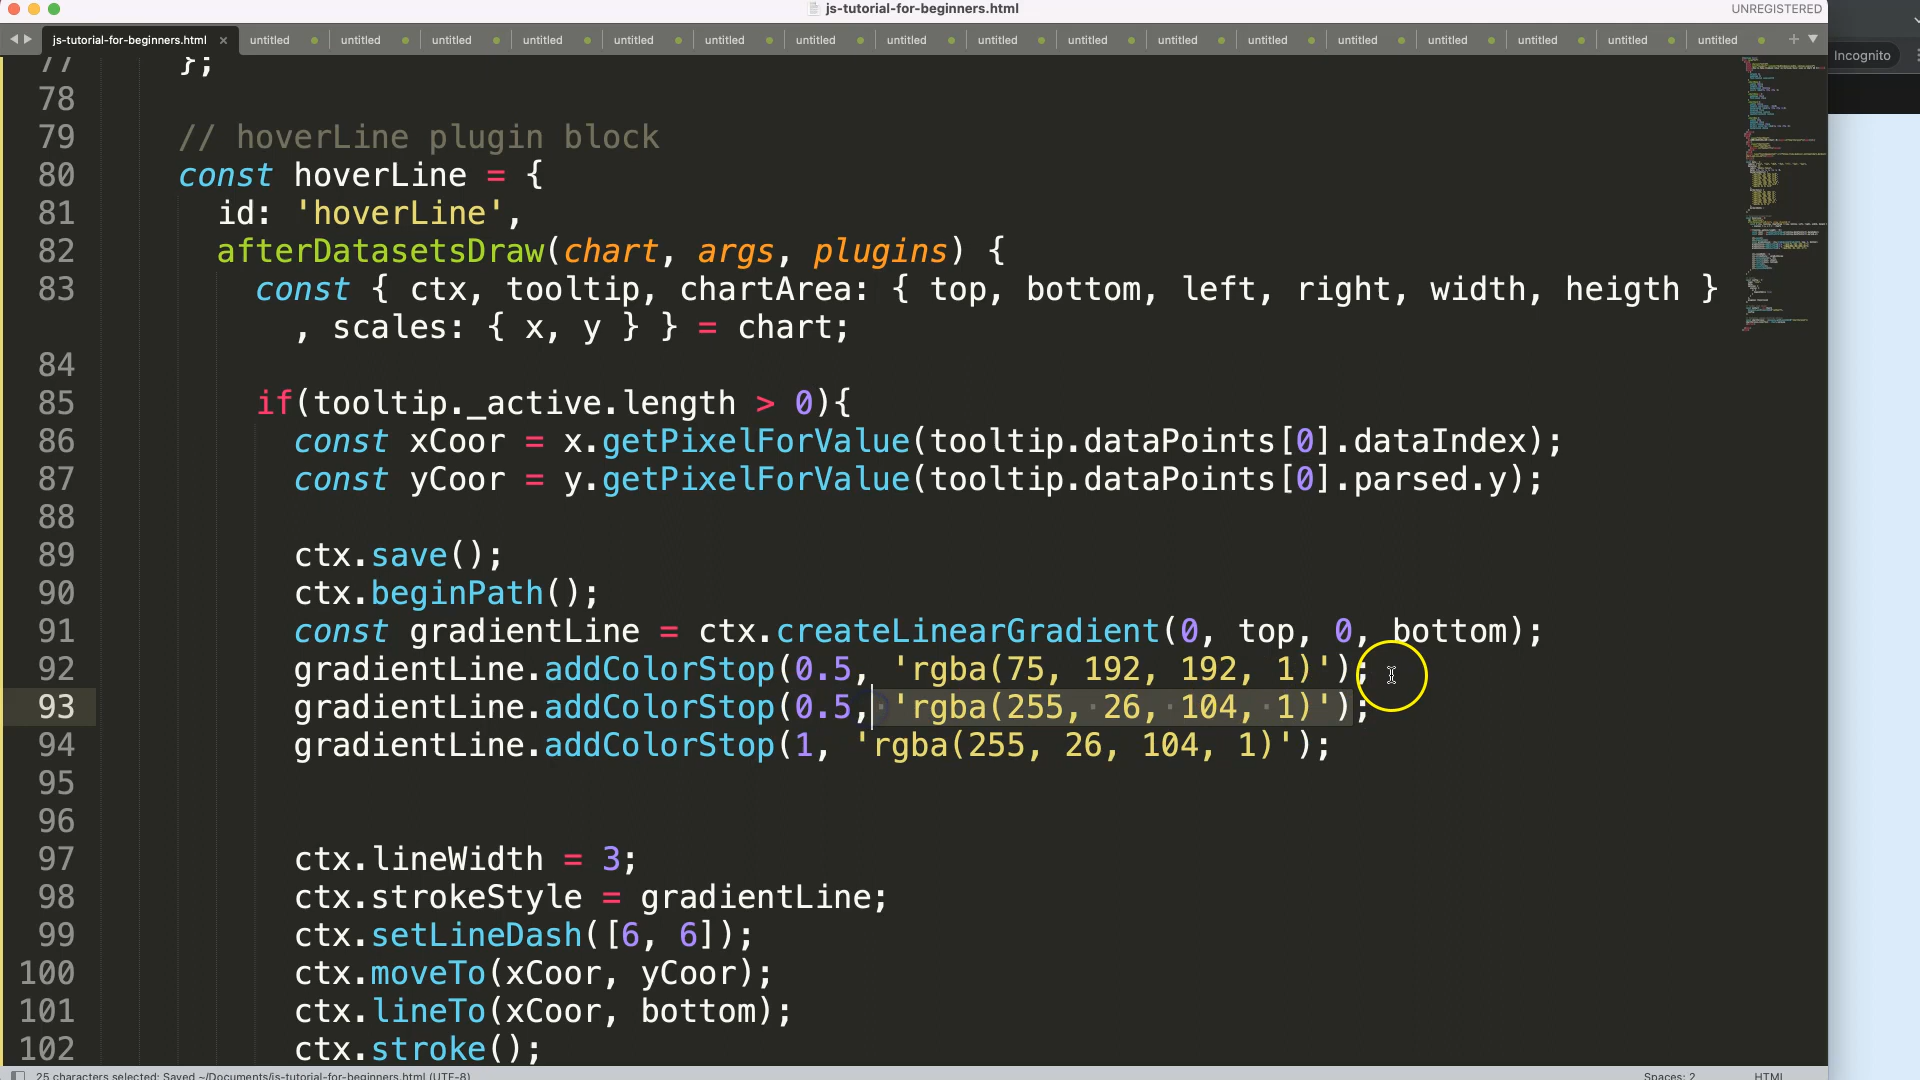 js-tutorial-for-beginners.html
UNREGISTERED
js-tutorial-for-beginners.html × untitled untitled untitled untitled untitled untitled untitled untitled untitled untitled untitled untitled untitled untitled untitled untitled untitled
Incognito
77 };
78
79 // hoverLine plugin block
80 const hoverLine = {
81 id: 'hoverLine',
82 afterDatasetsDraw(chart, args, plugins) {
83 const { ctx, tooltip, chartArea: { top, bottom, left, right, width, heigth }
, scales: { x, y } } = chart;
84
85 if(tooltip._active.length > 0){
86 const xCoor = x.getPixelForValue(tooltip.dataPoints[0].dataIndex);
87 const yCoor = y.getPixelForValue(tooltip.dataPoints[0].parsed.y);
88
89 ctx.save();
90 ctx.beginPath();
91 const gradientLine = ctx.createLinearGradient(0, top, 0, bottom);
92 gradientLine.addColorStop(0.5, 'rgba(75, 192, 192, 1)');
93 gradientLine.addColorStop(0.5, 'rgba(255, 26, 104, 1)');
94 gradientLine.addColorStop(1, 'rgba(255, 26, 104, 1)');
95
96
97 ctx.lineWidth = 3;
98 ctx.strokeStyle = gradientLine;
99 ctx.setLineDash([6, 6]);
100 ctx.moveTo(xCoor, yCoor);
101 ctx.lineTo(xCoor, bottom);
102 ctx.stroke();
25 characters selected; Saved ~/Documents/js-tutorial-for-beginners.html (UTF-8)
Spaces: 2
HTML